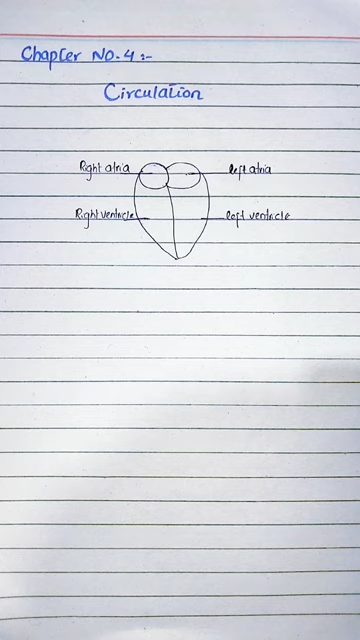 Chapter NO. 4 :-
Circulation
Right atria
left atria
Right ventricle
left ventricle